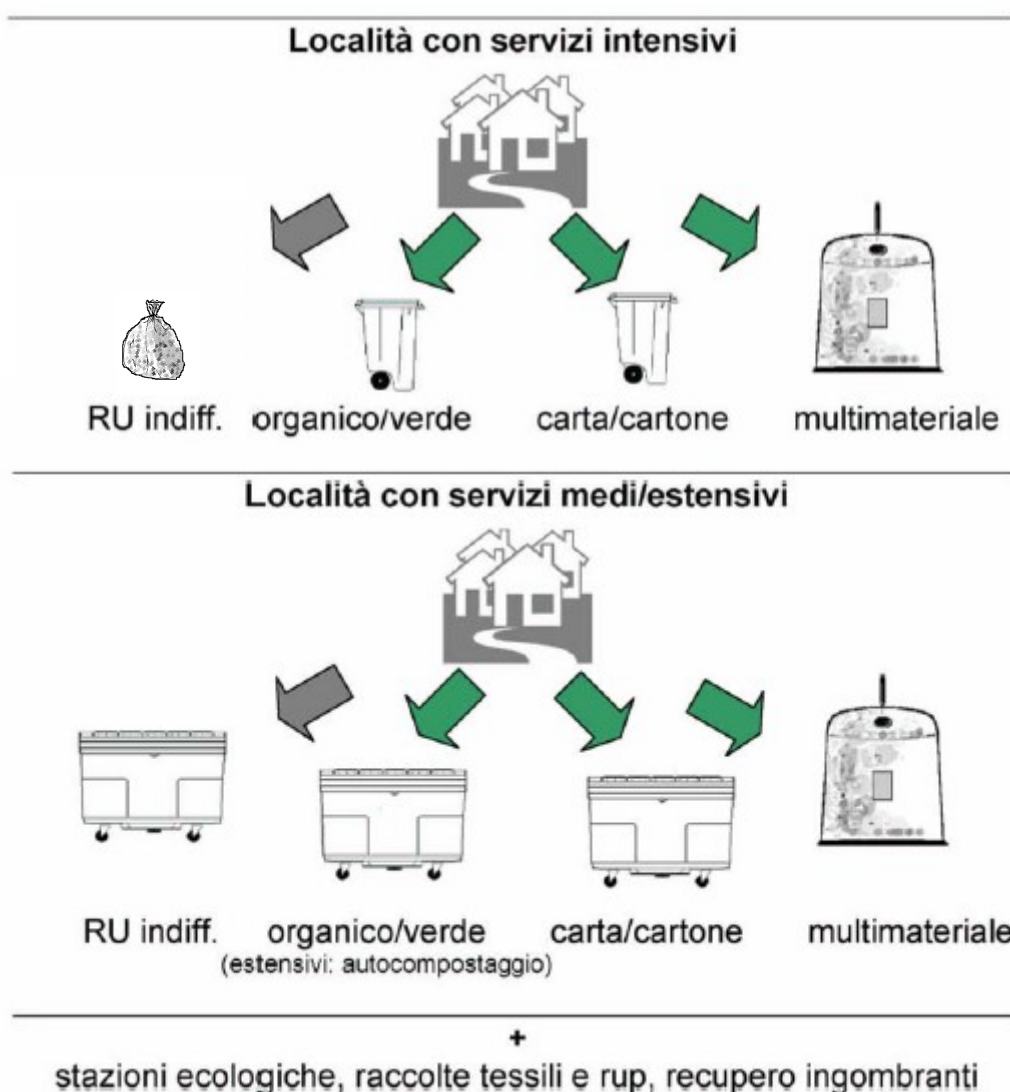 Località con servizi intensivi
RU indiff. organico/verde carta/cartone multimateriale
Località con servizi medi/estensivi
RU indiff. organico/verde carta/cartone multimateriale
(estensivi: autocompostaggio)
+
stazioni ecologiche, raccolte tessili e rup, recupero ingombranti